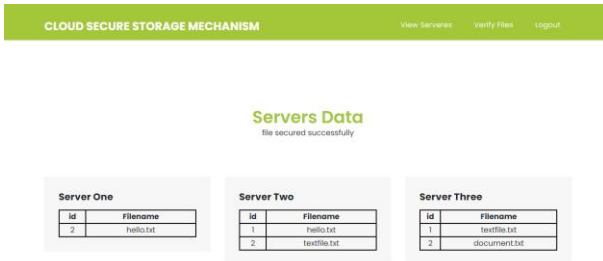 CLOUD SECURE STORAGE MECHANISM
View Serveres Verify Files Logout
Servers Data
file secured successfully
Server One
id Filename
2 hello.txt
Server Two
id Filename
1 hello.txt
2 textfile.txt
Server Three
id Filename
1 textfile.txt
2 document.txt